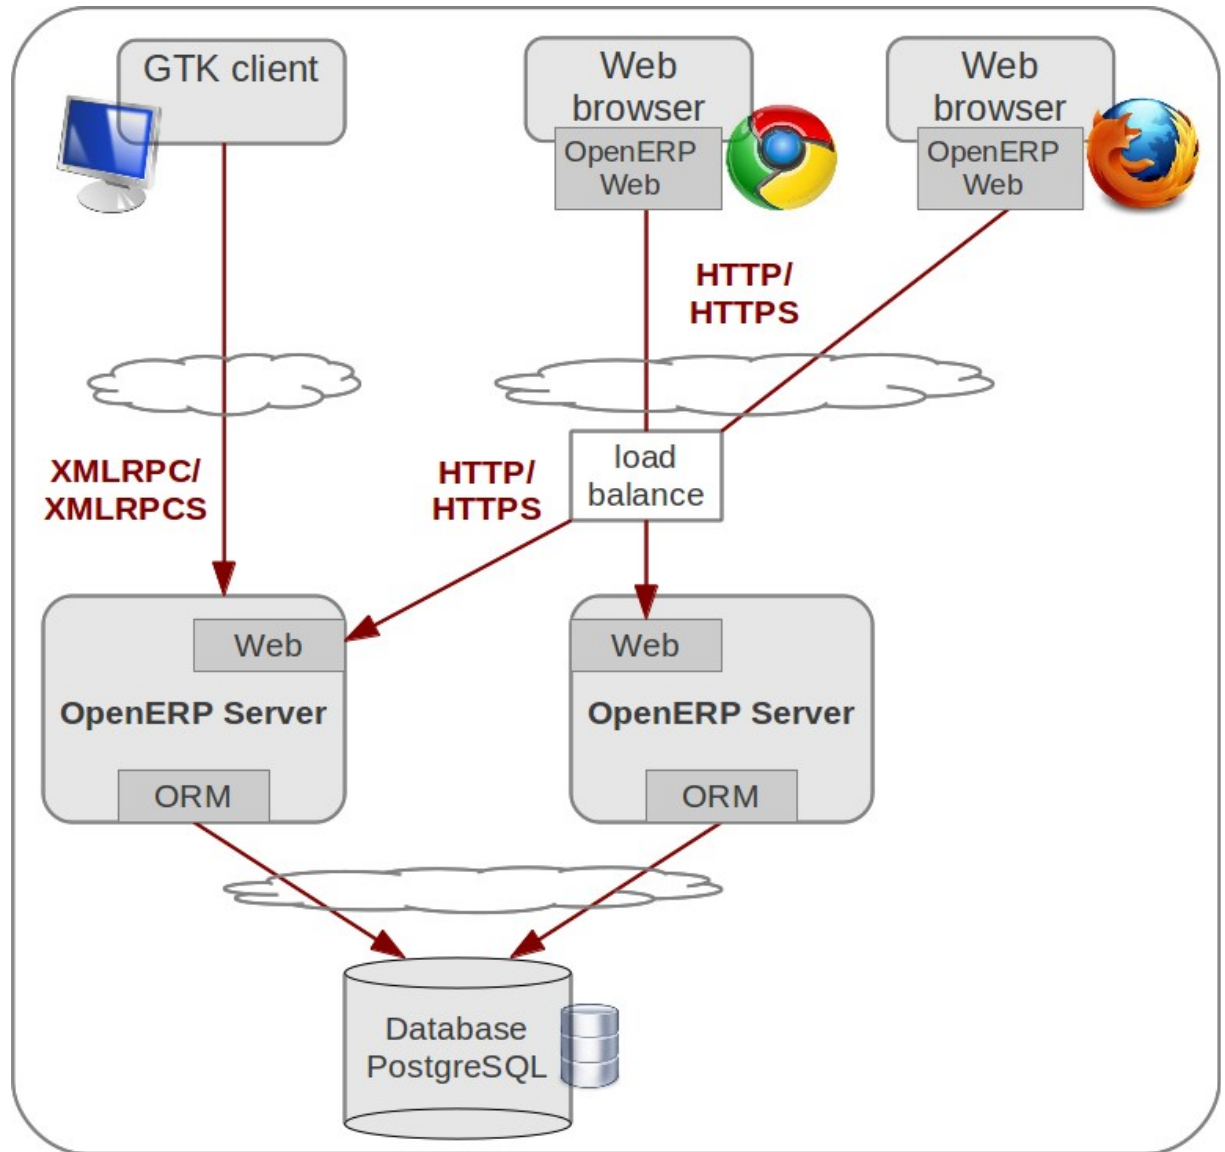 GTK client
Web
browser
OpenERP
Web
Web
browser
OpenERP
Web
HTTP/
HTTPS
XMLRPC/
XMLRPCS
HTTP/
HTTPS
load
balance
Web
OpenERP Server
ORM
Web
OpenERP Server
ORM
Database
PostgreSQL